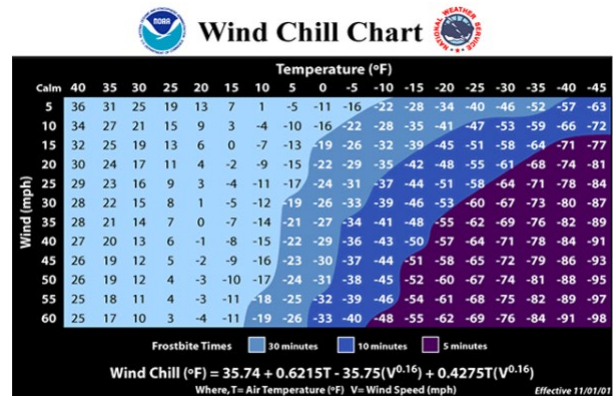 NOAA
Wind Chill Chart
NATIONAL WEATHER SERVICE
Temperature (°F)
Calm 40 35 30 25 20 15 10 5 0 -5 -10 -15 -20 -25 -30 -35 -40 -45
5 36 31 25 19 13 7 1 -5 -11 -16 -22 -28 -34 -40 -46 -52 -57 -63
10 34 27 21 15 9 3 -4 -10 -16 -22 -28 -35 -41 -47 -53 -59 -66 -72
15 32 25 19 13 6 0 -7 -13 -19 -26 -32 -39 -45 -51 -58 -64 -71 -77
20 30 24 17 11 4 -2 -9 -15 -22 -29 -35 -42 -48 -55 -61 -68 -74 -81
25 29 23 16 9 3 -4 -11 -17 -24 -31 -37 -44 -51 -58 -64 -71 -78 -84
30 28 22 15 8 1 -5 -12 -19 -26 -33 -39 -46 -53 -60 -67 -73 -80 -87
35 28 21 14 7 0 -7 -14 -21 -27 -34 -41 -48 -55 -62 -69 -76 -82 -89
40 27 20 13 6 -1 -8 -15 -22 -29 -36 -43 -50 -57 -64 -71 -78 -84 -91
45 26 19 12 5 -2 -9 -16 -23 -30 -37 -44 -51 -58 -65 -72 -79 -86 -93
50 26 19 12 4 -3 -10 -17 -24 -31 -38 -45 -52 -60 -67 -74 -81 -88 -95
55 25 18 11 4 -3 -11 -18 -25 -32 -39 -46 -54 -61 -68 -75 -82 -89 -97
60 25 17 10 3 -4 -11 -19 -26 -33 -40 -48 -55 -62 -69 -76 -84 -91 -98
Wind (mph)
Frostbite Times 30 minutes 10 minutes 5 minutes
Wind Chill (°F) = 35.74 + 0.6215T - 35.75(V0.16) + 0.4275T(V0.16)
Where, T= Air Temperature (°F) V= Wind Speed (mph) Effective 11/01/01